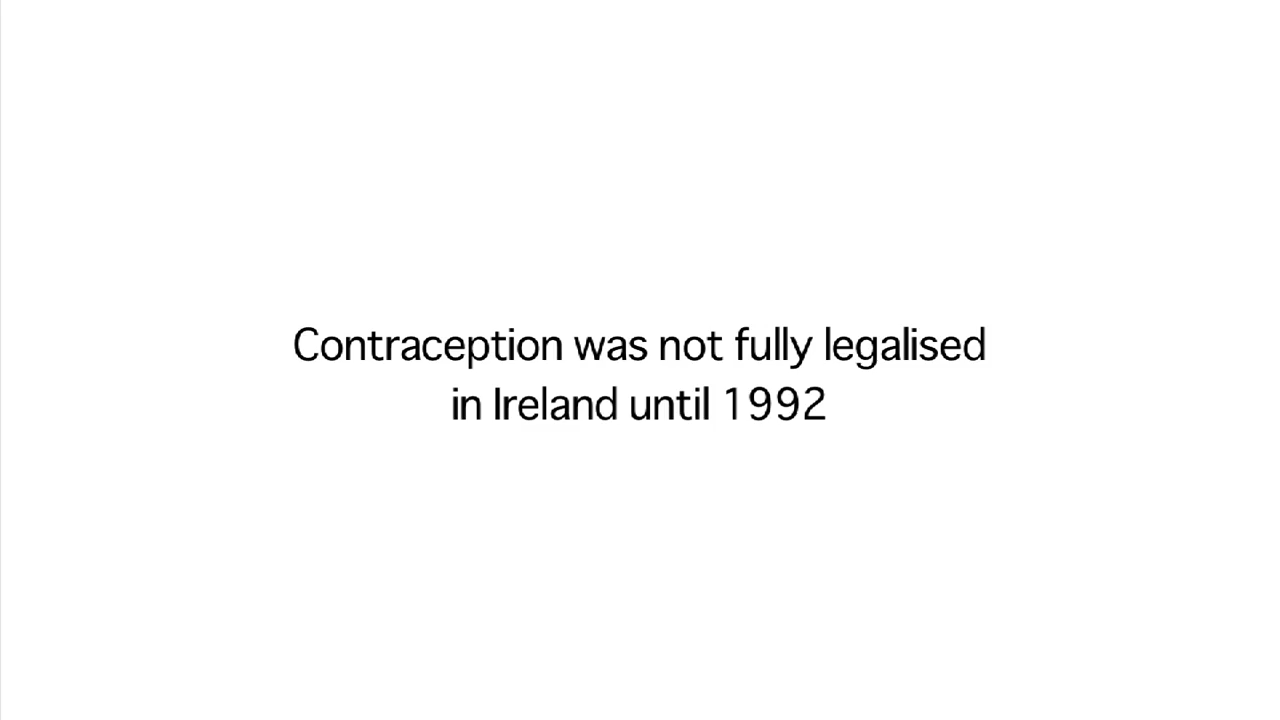 Contraception was not fully legalised
in Ireland until 1992